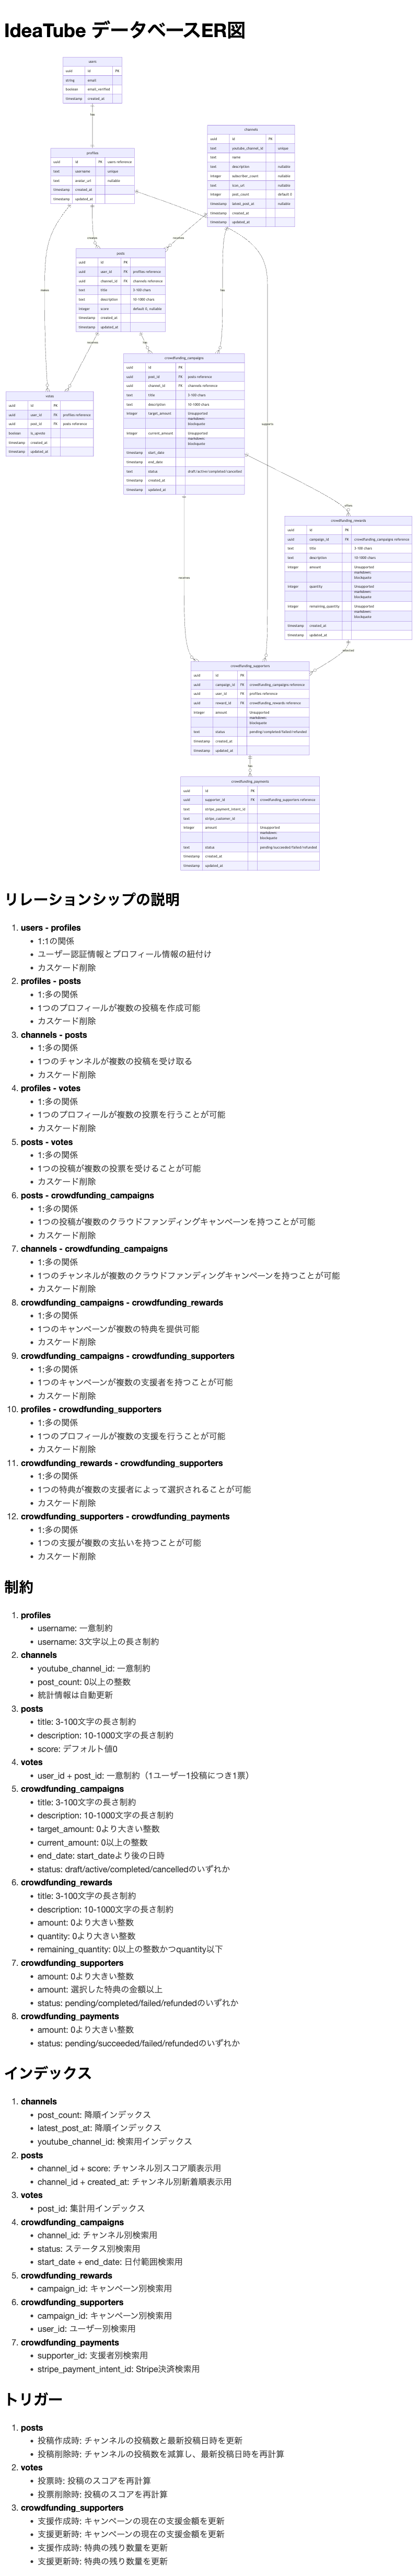 IdeaTube データベースER図
users
uuid id PK
string email
boolean email_verified
timestamp created_at
has
channels
uuid id PK
text youtube_channel_id unique
text name
text description nullable
integer subscriber_count nullable
text icon_url nullable
integer post_count default 0
timestamp latest_post_at nullable
timestamp created_at
timestamp updated_at
profiles
uuid id PK users reference
text username unique
text avatar_url nullable
timestamp created_at
timestamp updated_at
creates
receives
posts
uuid id PK
uuid user_id FK profiles reference
uuid channel_id FK channels reference
text title 3-100 chars
text description 10-1000 chars
integer score default 0, nullable
timestamp created_at
timestamp updated_at
makes
has
receives
has
crowdfunding_campaigns
uuid id PK
uuid post_id FK posts reference
uuid channel_id FK channels reference
text title 3-100 chars
text description 10-1000 chars
integer target_amount Unsupported markdown: blockquote
integer current_amount Unsupported markdown: blockquote
timestamp start_date
timestamp end_date
text status draft/active/completed/cancelled
timestamp created_at
timestamp updated_at
votes
uuid id PK
uuid user_id FK profiles reference
uuid post_id FK posts reference
boolean is_upvote
timestamp created_at
timestamp updated_at
supports
offers
crowdfunding_rewards
uuid id PK
uuid campaign_id FK crowdfunding_campaigns reference
text title 3-100 chars
text description 10-1000 chars
integer amount Unsupported markdown: blockquote
integer quantity Unsupported markdown: blockquote
integer remaining_quantity Unsupported markdown: blockquote
timestamp created_at
timestamp updated_at
receives
selected
crowdfunding_supporters
uuid id PK
uuid campaign_id FK crowdfunding_campaigns reference
uuid user_id FK profiles reference
uuid reward_id FK crowdfunding_rewards reference
integer amount Unsupported markdown: blockquote
text status pending/completed/failed/refunded
timestamp created_at
timestamp updated_at
has
crowdfunding_payments
uuid id PK
uuid supporter_id FK crowdfunding_supporters reference
text stripe_payment_intent_id
text stripe_customer_id
integer amount Unsupported markdown: blockquote
text status pending/succeeded/failed/refunded
timestamp created_at
timestamp updated_at
リレーションシップの説明
1. users - profiles
• 1:1の関係
• ユーザー認証情報とプロフィール情報の紐付け
• カスケード削除
2. profiles - posts
• 1:多の関係
• 1つのプロフィールが複数の投稿を作成可能
• カスケード削除
3. channels - posts
• 1:多の関係
• 1つのチャンネルが複数の投稿を受け取る
• カスケード削除
4. profiles - votes
• 1:多の関係
• 1つのプロフィールが複数の投票を行うことが可能
• カスケード削除
5. posts - votes
• 1:多の関係
• 1つの投稿が複数の投票を受けることが可能
• カスケード削除
6. posts - crowdfunding_campaigns
• 1:多の関係
• 1つの投稿が複数のクラウドファンディングキャンペーンを持つことが可能
• カスケード削除
7. channels - crowdfunding_campaigns
• 1:多の関係
• 1つのチャンネルが複数のクラウドファンディングキャンペーンを持つことが可能
• カスケード削除
8. crowdfunding_campaigns - crowdfunding_rewards
• 1:多の関係
• 1つのキャンペーンが複数の特典を提供可能
• カスケード削除
9. crowdfunding_campaigns - crowdfunding_supporters
• 1:多の関係
• 1つのキャンペーンが複数の支援者を持つことが可能
• カスケード削除
10. profiles - crowdfunding_supporters
• 1:多の関係
• 1つのプロフィールが複数の支援を行うことが可能
• カスケード削除
11. crowdfunding_rewards - crowdfunding_supporters
• 1:多の関係
• 1つの特典が複数の支援者によって選択されることが可能
• カスケード削除
12. crowdfunding_supporters - crowdfunding_payments
• 1:多の関係
• 1つの支援が複数の支払いを持つことが可能
• カスケード削除
制約
1. profiles
• username: 一意制約
• username: 3文字以上の長さ制約
2. channels
• youtube_channel_id: 一意制約
• post_count: 0以上の整数
• 統計情報は自動更新
3. posts
• title: 3-100文字の長さ制約
• description: 10-1000文字の長さ制約
• score: デフォルト値0
4. votes
• user_id + post_id: 一意制約（1ユーザー1投稿につき1票）
5. crowdfunding_campaigns
• title: 3-100文字の長さ制約
• description: 10-1000文字の長さ制約
• target_amount: 0より大きい整数
• current_amount: 0以上の整数
• end_date: start_dateより後の日時
• status: draft/active/completed/cancelledのいずれか
6. crowdfunding_rewards
• title: 3-100文字の長さ制約
• description: 10-1000文字の長さ制約
• amount: 0より大きい整数
• quantity: 0より大きい整数
• remaining_quantity: 0以上の整数かつquantity以下
7. crowdfunding_supporters
• amount: 0より大きい整数
• amount: 選択した特典の金額以上
• status: pending/completed/failed/refundedのいずれか
8. crowdfunding_payments
• amount: 0より大きい整数
• status: pending/succeeded/failed/refundedのいずれか
インデックス
1. channels
• post_count: 降順インデックス
• latest_post_at: 降順インデックス
• youtube_channel_id: 検索用インデックス
2. posts
• channel_id + score: チャンネル別スコア順表示用
• channel_id + created_at: チャンネル別新着順表示用
3. votes
• post_id: 集計用インデックス
4. crowdfunding_campaigns
• channel_id: チャンネル別検索用
• status: ステータス別検索用
• start_date + end_date: 日付範囲検索用
5. crowdfunding_rewards
• campaign_id: キャンペーン別検索用
6. crowdfunding_supporters
• campaign_id: キャンペーン別検索用
• user_id: ユーザー別検索用
7. crowdfunding_payments
• supporter_id: 支援者別検索用
• stripe_payment_intent_id: Stripe決済検索用
トリガー
1. posts
• 投稿作成時: チャンネルの投稿数と最新投稿日時を更新
• 投稿削除時: チャンネルの投稿数を減算し、最新投稿日時を再計算
2. votes
• 投票時: 投稿のスコアを再計算
• 投票削除時: 投稿のスコアを再計算
3. crowdfunding_supporters
• 支援作成時: キャンペーンの現在の支援金額を更新
• 支援更新時: キャンペーンの現在の支援金額を更新
• 支援作成時: 特典の残り数量を更新
• 支援更新時: 特典の残り数量を更新